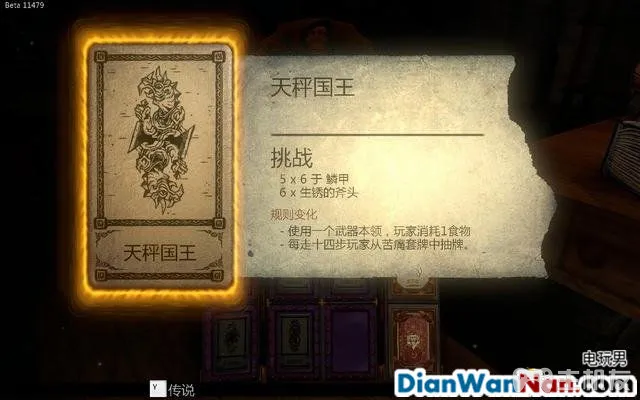 Beta 11479
天秤国王
挑战
5 x 6 于 鳞甲
6 x 生锈的斧头
规则变化
- 使用一个武器本领，玩家消耗1食物
- 每走十四步玩家从苦痛套牌中抽牌。
天秤国王
Y 传说
电玩男
DianWanNan.com